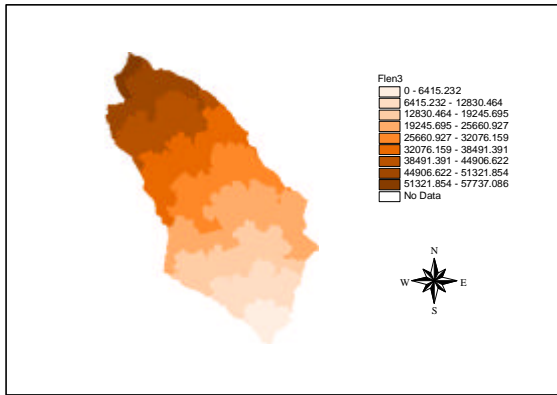 Flen3
0 - 6415.232
6415.232 - 12830.464
12830.464 - 19245.695
19245.695 - 25660.927
25660.927 - 32076.159
32076.159 - 38491.391
38491.391 - 44906.622
44906.622 - 51321.854
51321.854 - 57737.086
No Data
N
W E
S